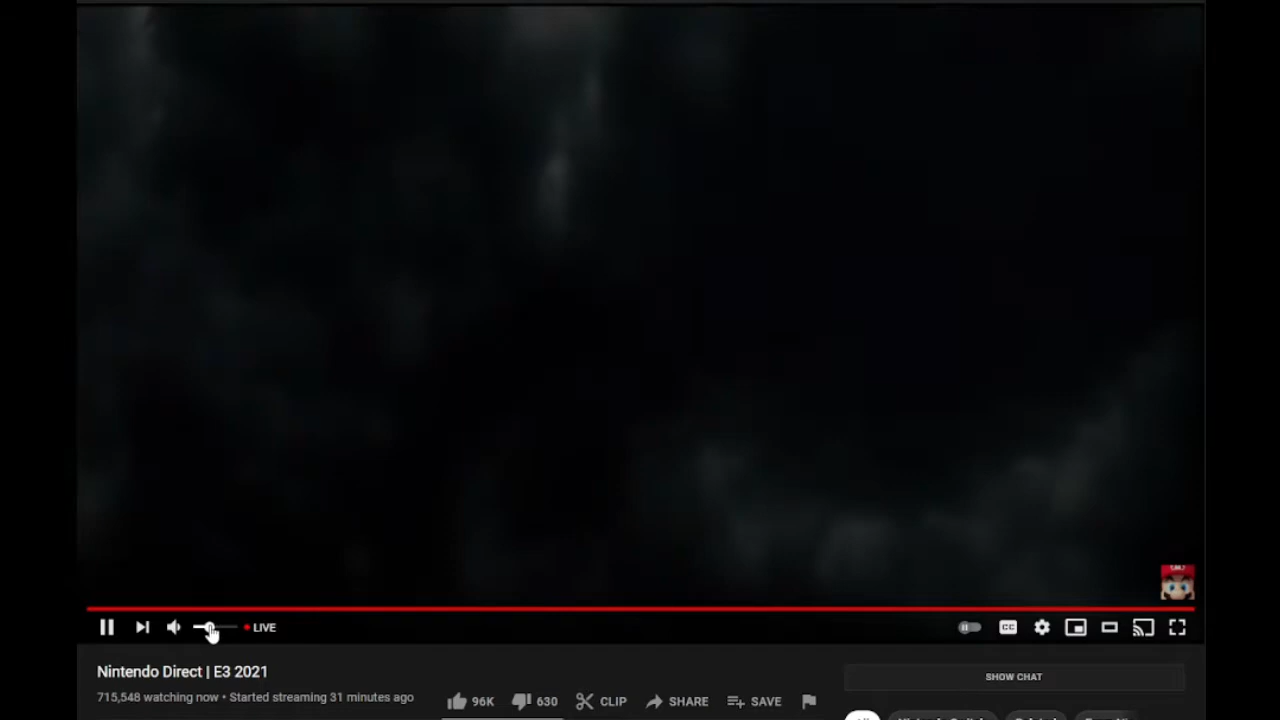 LIVE
CC
Nintendo Direct | E3 2021
715,548 watching now • Started streaming 31 minutes ago
96K
630
CLIP
SHARE
SAVE
SHOW CHAT